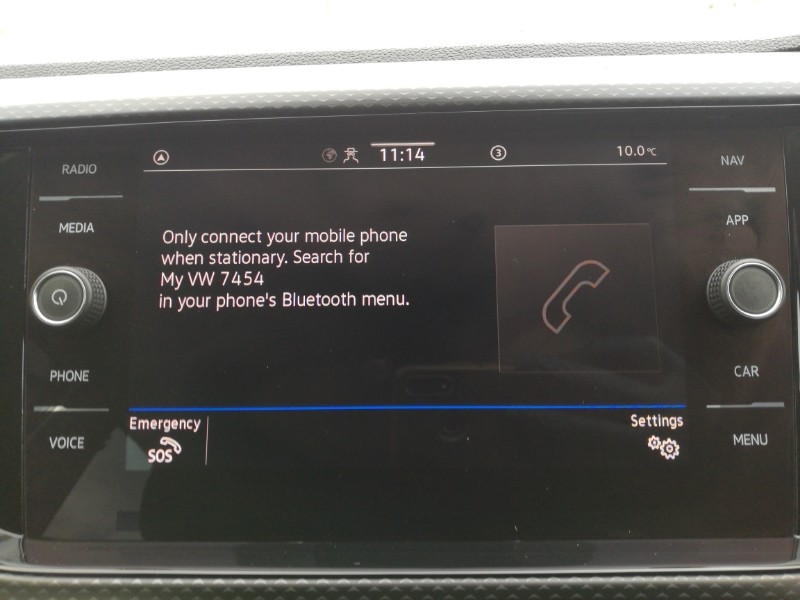 RADIO
11:14
3
10.0°C
NAV
MEDIA
APP
Only connect your mobile phone
when stationary. Search for
My VW 7454
in your phone's Bluetooth menu.
PHONE
CAR
Emergency
SOS
Settings
VOICE
MENU